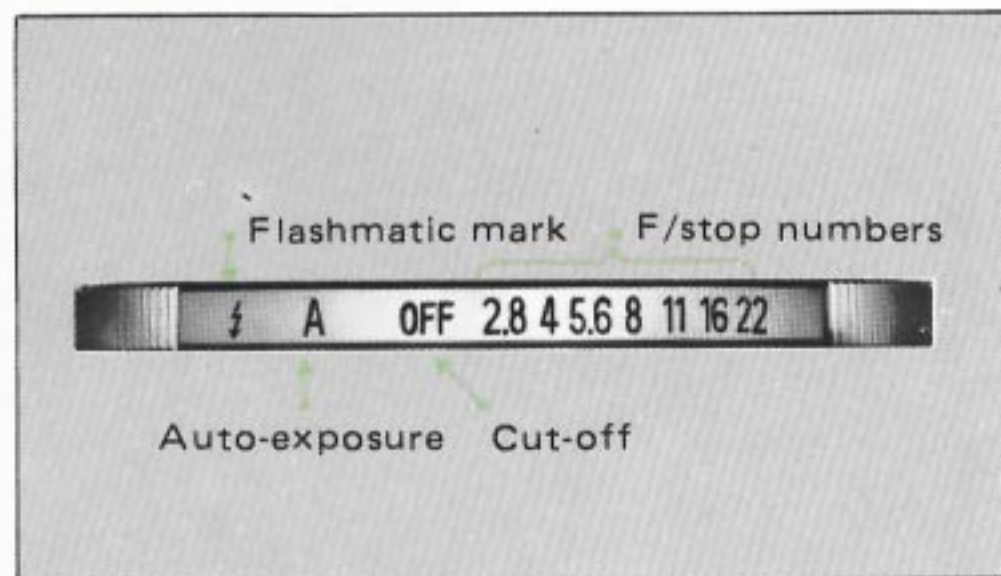 Flashmatic mark F/stop numbers
A OFF 2.8 4 5.6 8 11 16 22
Auto-exposure Cut-off